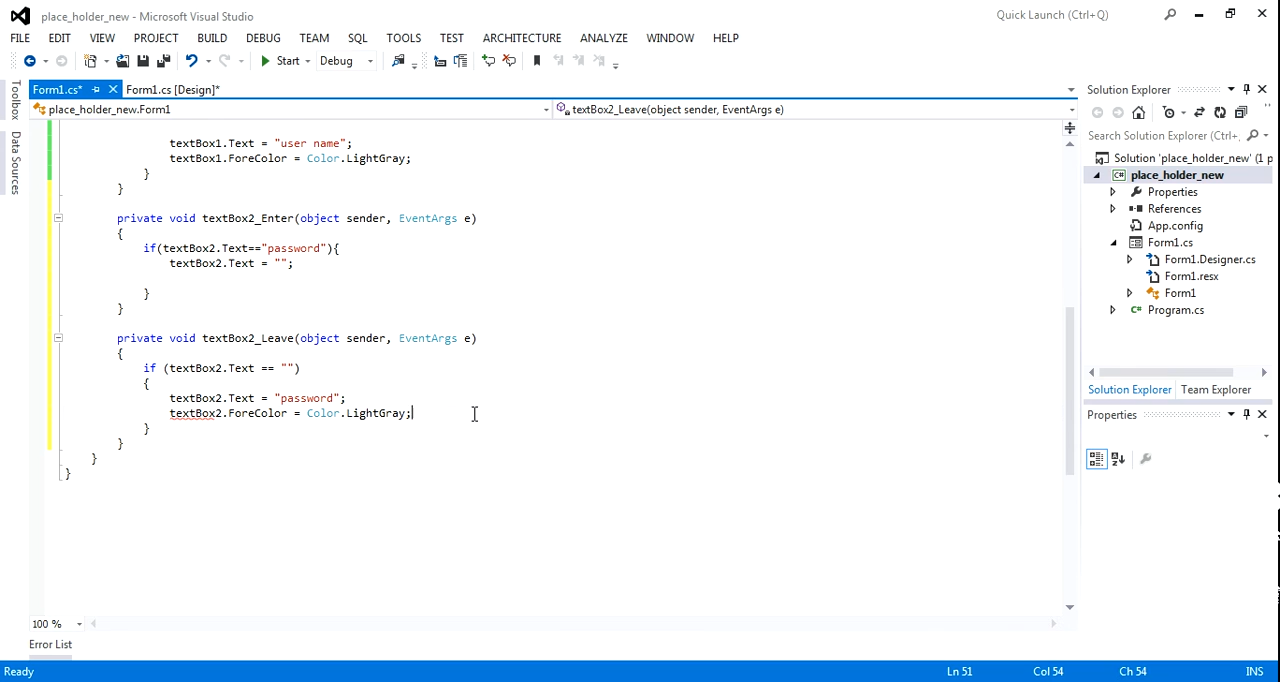 place_holder_new - Microsoft Visual Studio
Quick Launch (Ctrl+Q)
FILE EDIT VIEW PROJECT BUILD DEBUG TEAM SQL TOOLS TEST ARCHITECTURE ANALYZE WINDOW HELP
Start Debug
Toolbox
Data Sources
Form1.cs* Form1.cs [Design]*
place_holder_new.Form1 textBox2_Leave(object sender, EventArgs e)
textBox1.Text = "user name";
textBox1.ForeColor = Color.LightGray;
}
}
private void textBox2_Enter(object sender, EventArgs e)
{
if(textBox2.Text=="password"){
textBox2.Text = "";
}
}
private void textBox2_Leave(object sender, EventArgs e)
{
if (textBox2.Text == "")
{
textBox2.Text = "password";
textBox2.ForeColor = Color.LightGray;
}
}
}
}
100 %
Error List
Solution Explorer
Search Solution Explorer (Ctrl+;
Solution 'place_holder_new' (1 p
C# place_holder_new
Properties
References
App.config
Form1.cs
Form1.Designer.cs
Form1.resx
Form1
C# Program.cs
Solution Explorer Team Explorer
Properties
Ready Ln 51 Col 54 Ch 54 INS